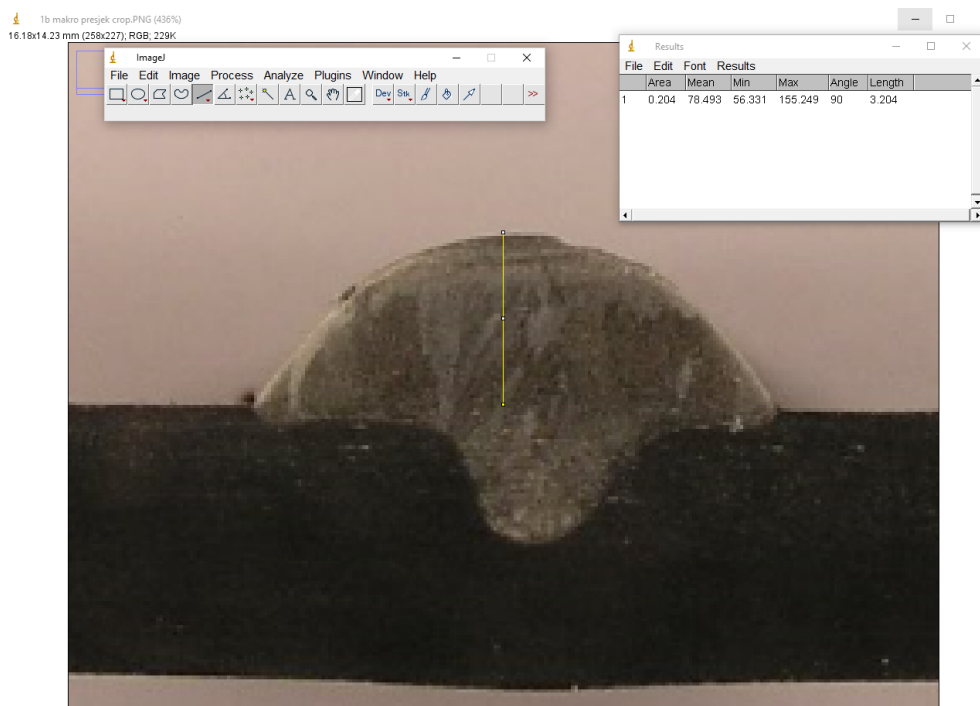 1b makro presjek crop.PNG (436%)
16.18x14.23 mm (258x227); RGB; 229K
ImageJ
File Edit Image Process Analyze Plugins Window Help
A Dev Stk >>
Results
File Edit Font Results
Area Mean Min Max Angle Length
1 0.204 78.493 56.331 155.249 90 3.204